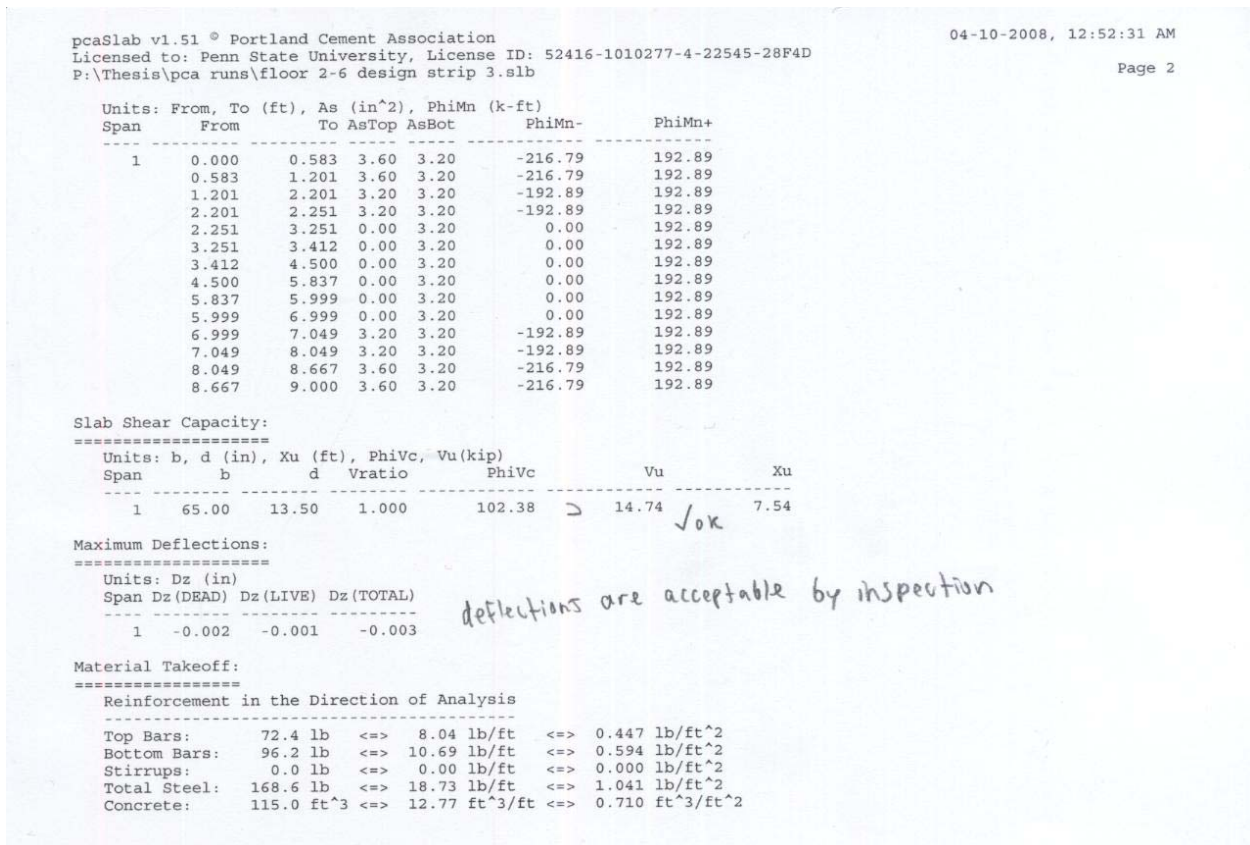 pcaSlab v1.51 © Portland Cement Association 04-10-2008, 12:52:31 AM
Licensed to: Penn State University, License ID: 52416-1010277-4-22545-28F4D
P:\Thesis\pca runs\floor 2-6 design strip 3.slb Page 2
Units: From, To (ft), As (in^2), PhiMn (k-ft)
Span From To AsTop AsBot PhiMn- PhiMn+
---- ---------- ---------- ----- ----- ------------- -------------
1 0.000 0.583 3.60 3.20 -216.79 192.89
0.583 1.201 3.60 3.20 -216.79 192.89
1.201 2.201 3.20 3.20 -192.89 192.89
2.201 2.251 3.20 3.20 -192.89 192.89
2.251 3.251 0.00 3.20 0.00 192.89
3.251 3.412 0.00 3.20 0.00 192.89
3.412 4.500 0.00 3.20 0.00 192.89
4.500 5.837 0.00 3.20 0.00 192.89
5.837 5.999 0.00 3.20 0.00 192.89
5.999 6.999 0.00 3.20 0.00 192.89
6.999 7.049 3.20 3.20 -192.89 192.89
7.049 8.049 3.20 3.20 -192.89 192.89
8.049 8.667 3.60 3.20 -216.79 192.89
8.667 9.000 3.60 3.20 -216.79 192.89
Slab Shear Capacity:
=====================
Units: b, d (in), Xu (ft), PhiVc, Vu(kip)
Span b d Vratio PhiVc Vu Xu
---- -------- -------- -------- ------------ ------------ ------------
1 65.00 13.50 1.000 102.38 > 14.74 √ok 7.54
Maximum Deflections:
=====================
Units: Dz (in)
Span Dz(DEAD) Dz(LIVE) Dz(TOTAL)
---- -------- -------- ---------
1 -0.002 -0.001 -0.003 deflections are acceptable by inspection
Material Takeoff:
==================
Reinforcement in the Direction of Analysis
------------------------------------------
Top Bars: 72.4 lb <=> 8.04 lb/ft <=> 0.447 lb/ft^2
Bottom Bars: 96.2 lb <=> 10.69 lb/ft <=> 0.594 lb/ft^2
Stirrups: 0.0 lb <=> 0.00 lb/ft <=> 0.000 lb/ft^2
Total Steel: 168.6 lb <=> 18.73 lb/ft <=> 1.041 lb/ft^2
Concrete: 115.0 ft^3 <=> 12.77 ft^3/ft <=> 0.710 ft^3/ft^2